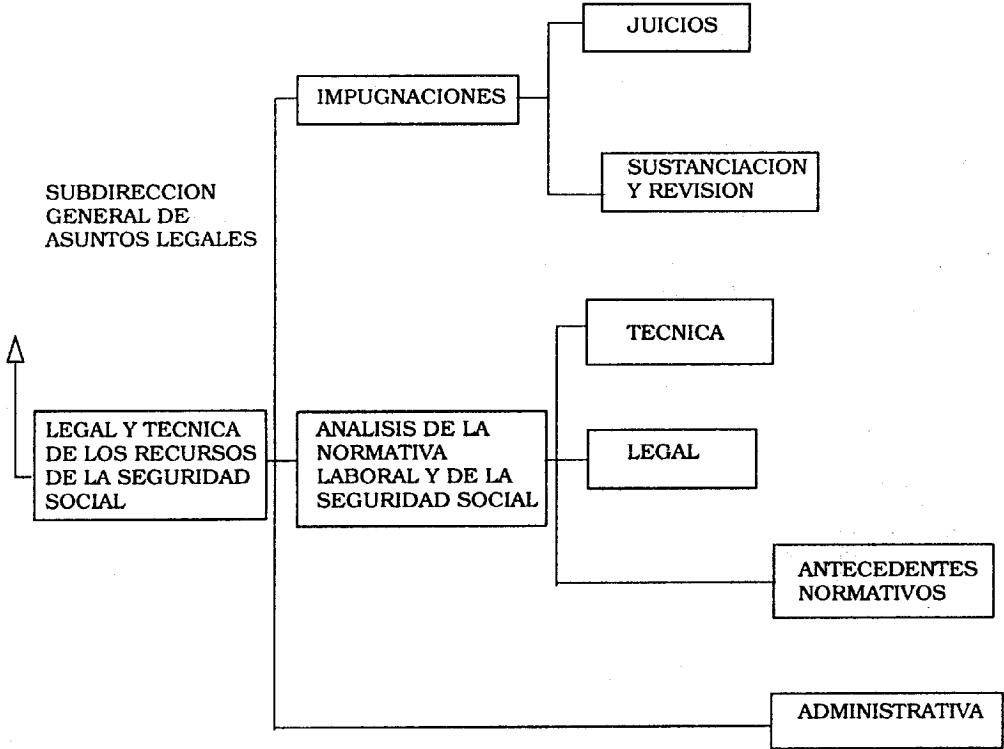 JUICIOS
IMPUGNACIONES
SUSTANCIACION
Y REVISION
SUBDIRECCION
GENERAL DE
ASUNTOS LEGALES
TECNICA
LEGAL Y TECNICA
DE LOS RECURSOS
DE LA SEGURIDAD
SOCIAL
ANALISIS DE LA
NORMATIVA
LABORAL Y DE LA
SEGURIDAD SOCIAL
LEGAL
ANTECEDENTES
NORMATIVOS
ADMINISTRATIVA